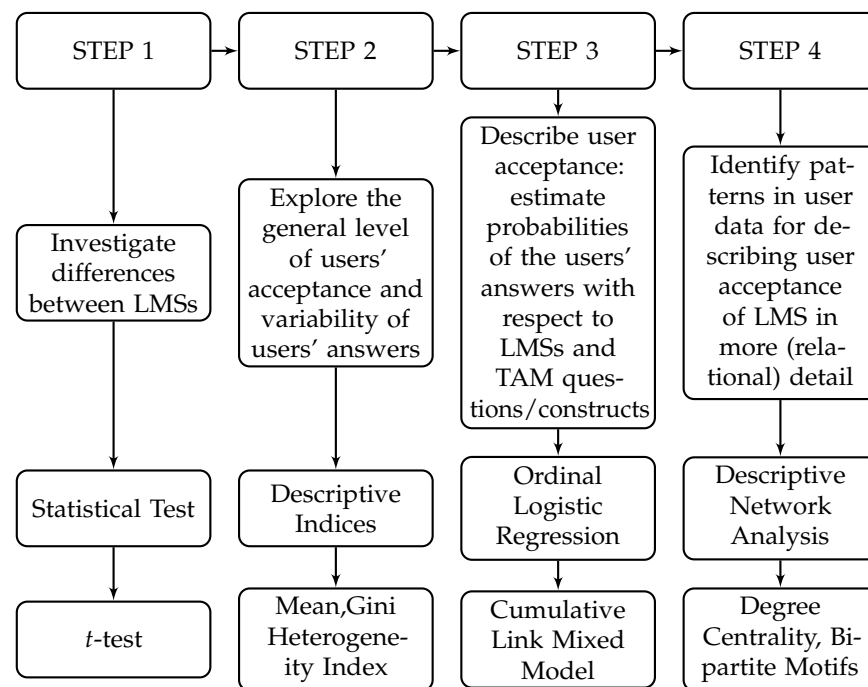 STEP 1
STEP 2
STEP 3
STEP 4
Investigate
differences
between LMSs
Explore the
general level
of users'
acceptance and
variability of
users' answers
Describe user
acceptance:
estimate
probabilities
of the users'
answers with
respect to
LMSs and
TAM ques-
tions/constructs
Identify pat-
terns in user
data for de-
scribing user
acceptance
of LMS in
more (rela-
tional) detail
Statistical Test
Descriptive
Indices
Ordinal
Logistic
Regression
Descriptive
Network
Analysis
t-test
Mean,Gini
Heterogene-
ity Index
Cumulative
Link Mixed
Model
Degree
Centrality, Bi-
partite Motifs